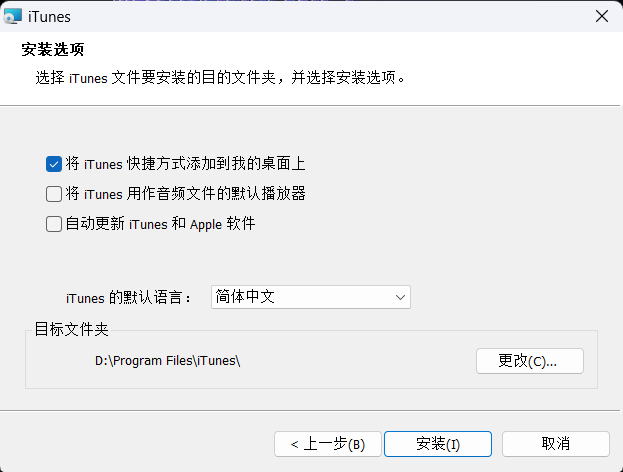 iTunes
安装选项
选择 iTunes 文件要安装的目的文件夹，并选择安装选项。
将 iTunes 快捷方式添加到我的桌面上
将 iTunes 用作音频文件的默认播放器
自动更新 iTunes 和 Apple 软件
iTunes 的默认语言： 简体中文
目标文件夹
D:\Program Files\iTunes\ 更改(C)...
< 上一步(B) 安装(I) 取消